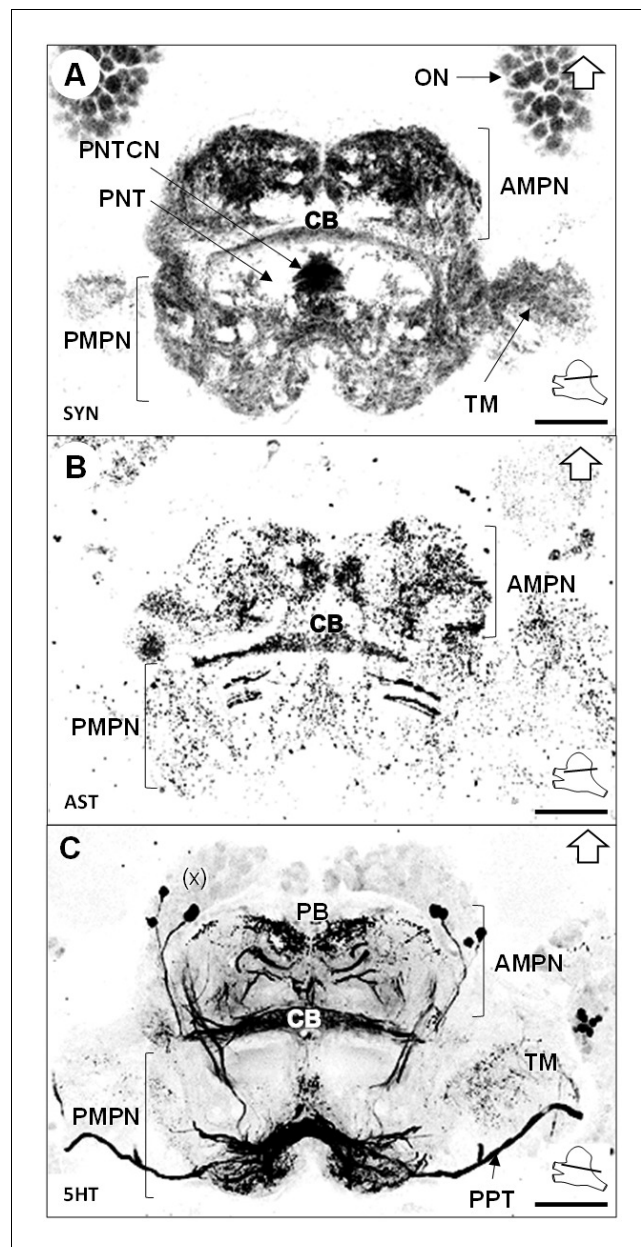 A
ON
PNTCN
PNT
CB
AMPN
PMPN
TM
SYN
B
AMPN
CB
PMPN
AST
C
(x)
PB
AMPN
CB
TM
PMPN
5HT
PPT